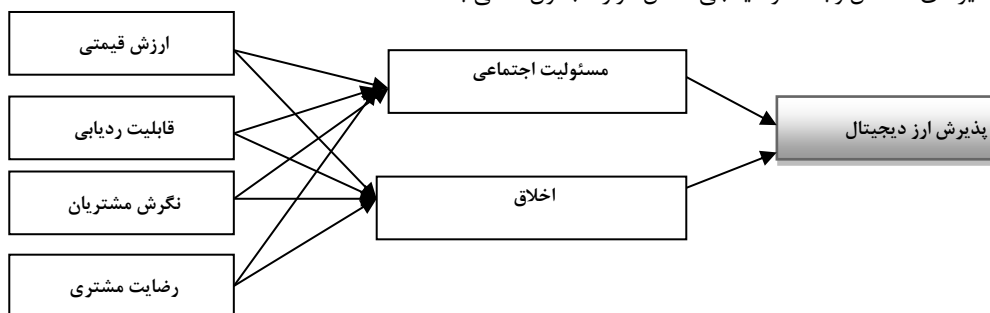 ارزش قیمتی
مسئولیت اجتماعی
قابلیت ردیابی
پذیرش ارز دیجیتال
نگرش مشتریان
اخلاق
رضایت مشتری